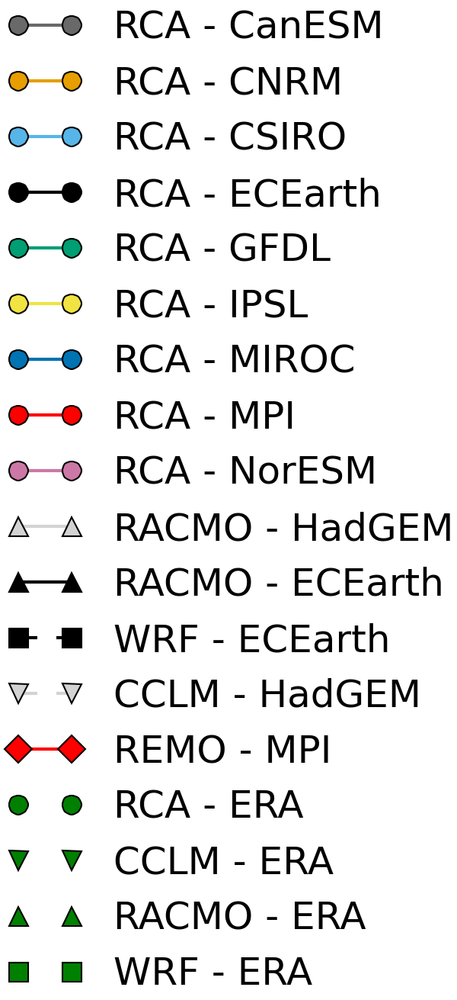 RCA - CanESM
RCA - CNRM
RCA - CSIRO
RCA - ECEarth
RCA - GFDL
RCA - IPSL
RCA - MIROC
RCA - MPI
RCA - NorESM
RACMO - HadGEM
RACMO - ECEarth
WRF - ECEarth
CCLM - HadGEM
REMO - MPI
RCA - ERA
CCLM - ERA
RACMO - ERA
WRF - ERA